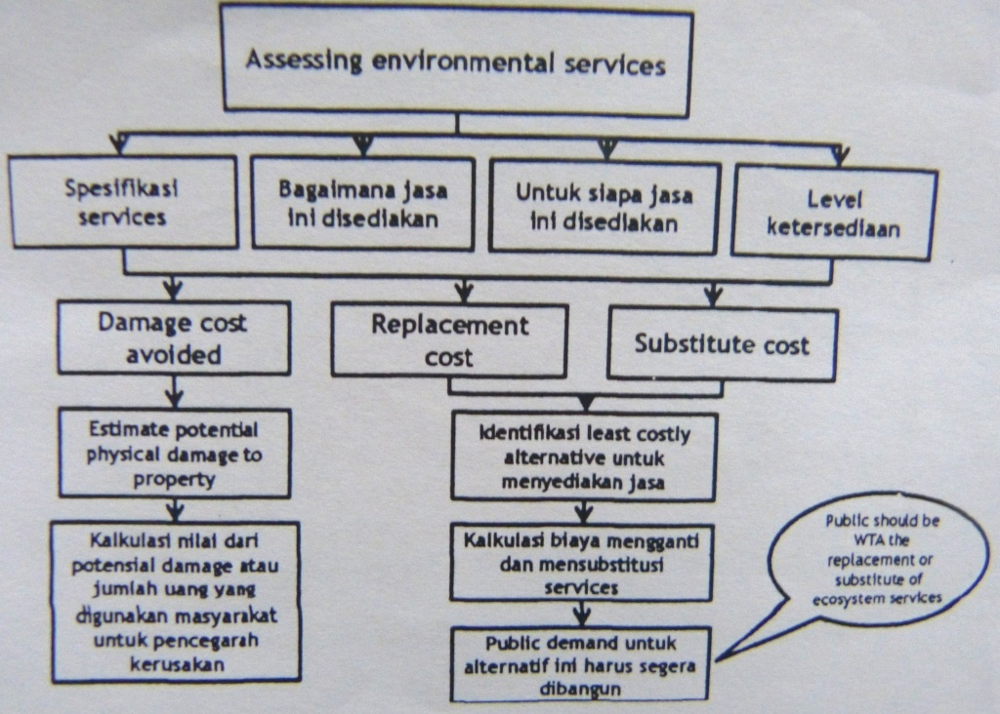 Assessing environmental services
Spesifikasi
services
Bagaimana jasa
ini disediakan
Untuk siapa jasa
ini disediakan
Level
ketersediaan
Damage cost
avoided
Replacement
cost
Substitute cost
Estimate potential
physical damage to
property
Identifikasi least costly
alternative untuk
menyediakan jasa
Kalkulasi nilai dari
potensial damage atau
jumlah uang yang
digunakan masyarakat
untuk pencegarah
kerusakan
Kalkulasi biaya mengganti
dan mensubstitusi
services
Public demand untuk
alternatif ini harus segera
dibangun
Public should be
WTA the
replacement or
substitute of
ecosystem services